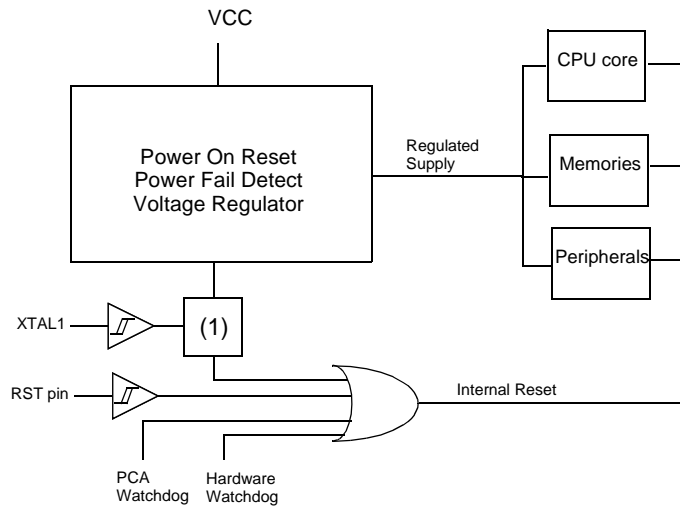 VCC
CPU core
Power On Reset
Power Fail Detect
Voltage Regulator
Regulated
Supply
Memories
Peripherals
XTAL1
(1)
RST pin
Internal Reset
PCA
Watchdog
Hardware
Watchdog